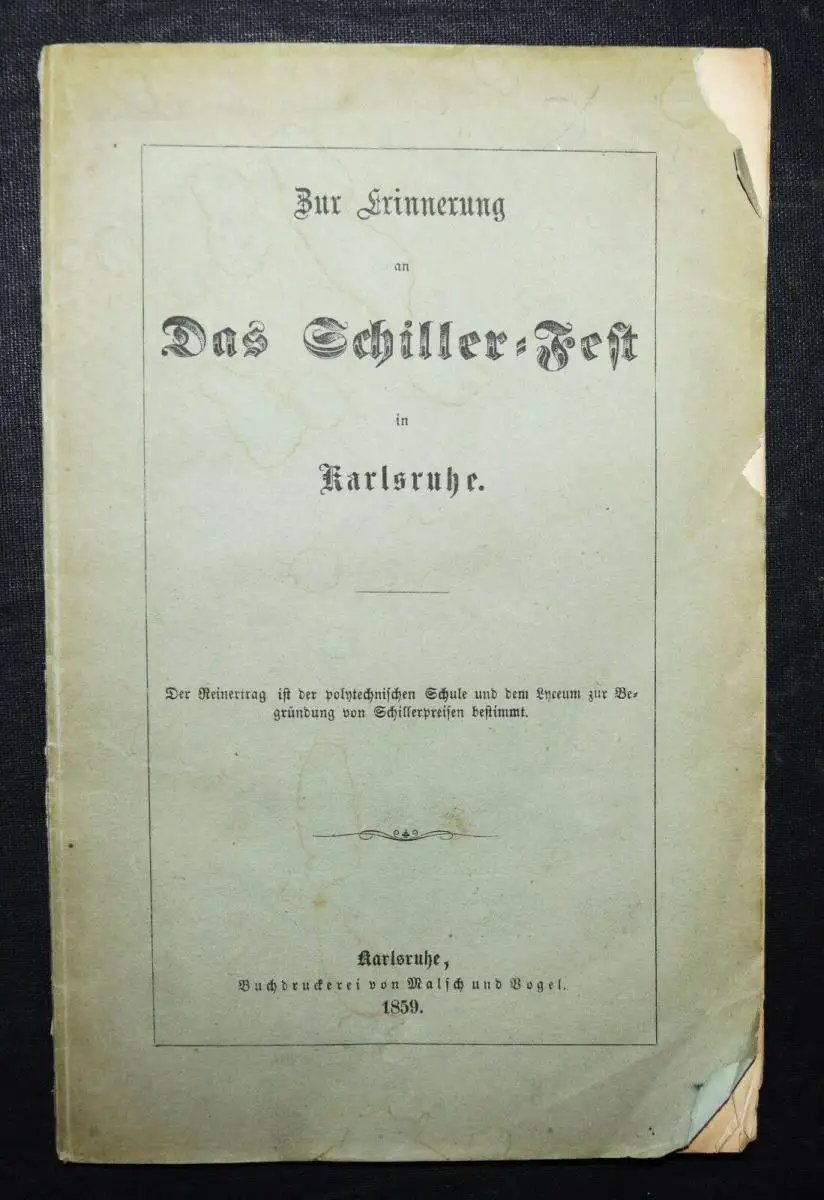 Zur Erinnerung
an
Das Schiller-Fest
in
Karlsruhe.
Der Reinertrag ist der polytechnischen Schule und dem Lyceum zur Be-
gründung von Schillerpreisen bestimmt.
Karlsruhe,
Buchdruckerei von Malsch und Vogel.
1859.